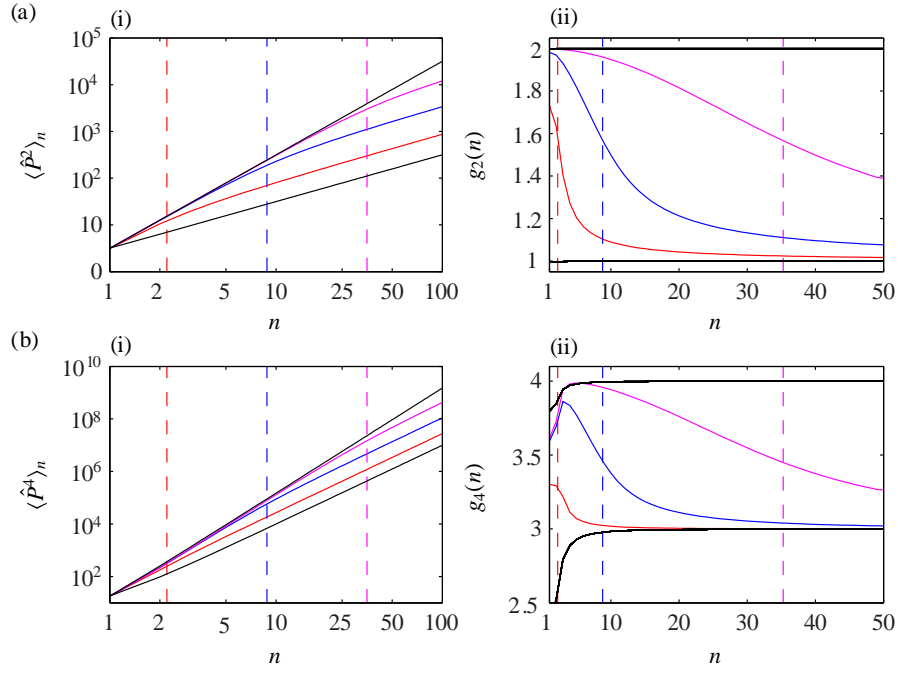 (a)
(i)
10^5
10^4
10^3
10^2
10
0
⟨P̂^2⟩_n
1 2 5 10 25 50 100
n
(ii)
2
1.8
1.6
1.4
1.2
1
g_2(n)
1 10 20 30 40 50
n
(b)
(i)
10^10
10^8
10^6
10^4
10^2
⟨P̂^4⟩_n
1 2 5 10 25 50 100
n
(ii)
4
3.5
3
2.5
g_4(n)
1 10 20 30 40 50
n